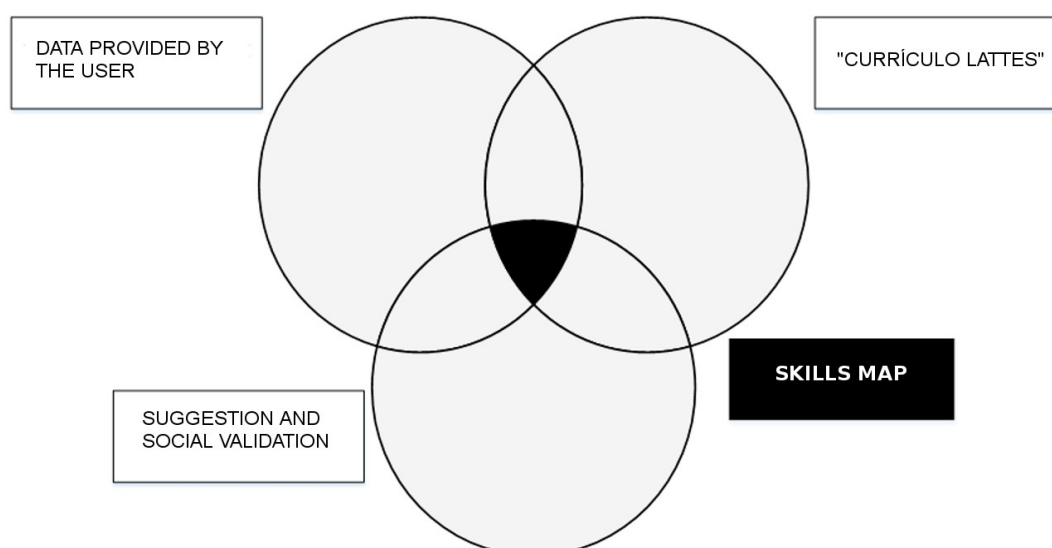 DATA PROVIDED BY
THE USER
"CURRÍCULO LATTES"
SKILLS MAP
SUGGESTION AND
SOCIAL VALIDATION